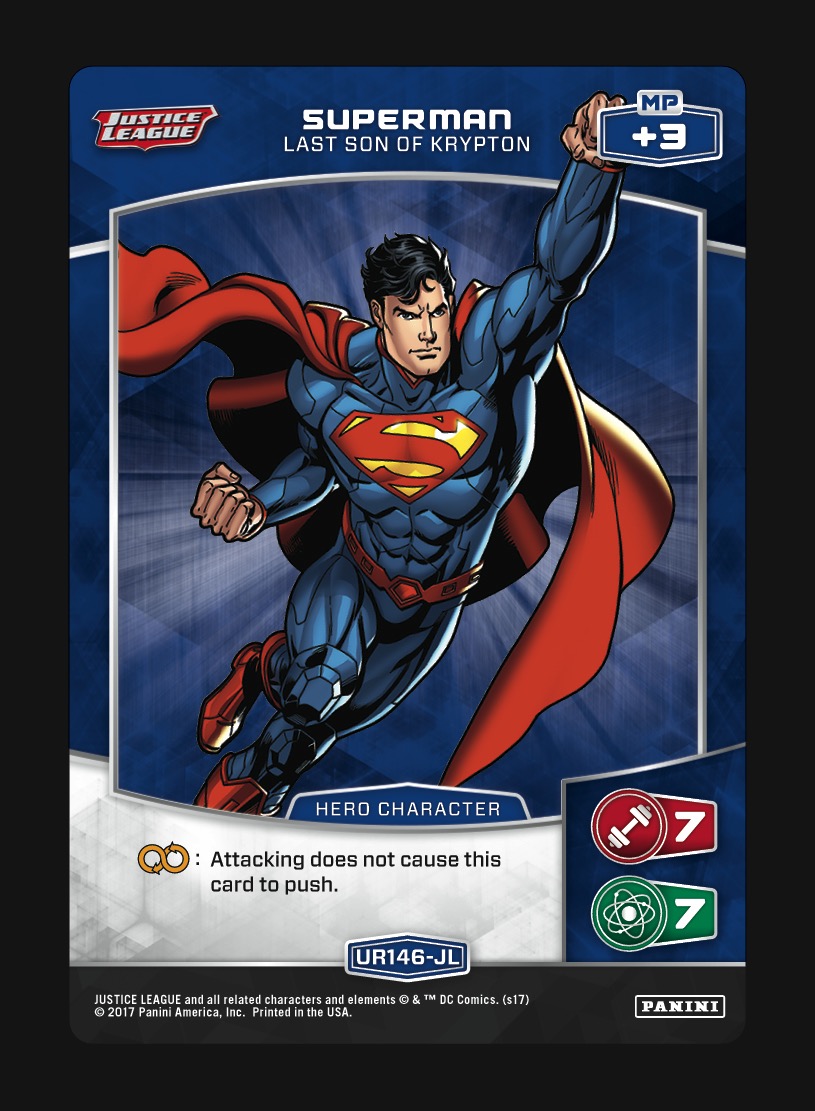 JUSTICE
LEAGUE
SUPERMAN
LAST SON OF KRYPTON
MP
+3
HERO CHARACTER
: Attacking does not cause this
card to push.
7
7
UR146-JL
JUSTICE LEAGUE and all related characters and elements © & ™ DC Comics. (s17)
© 2017 Panini America, Inc. Printed in the USA.
PANINI